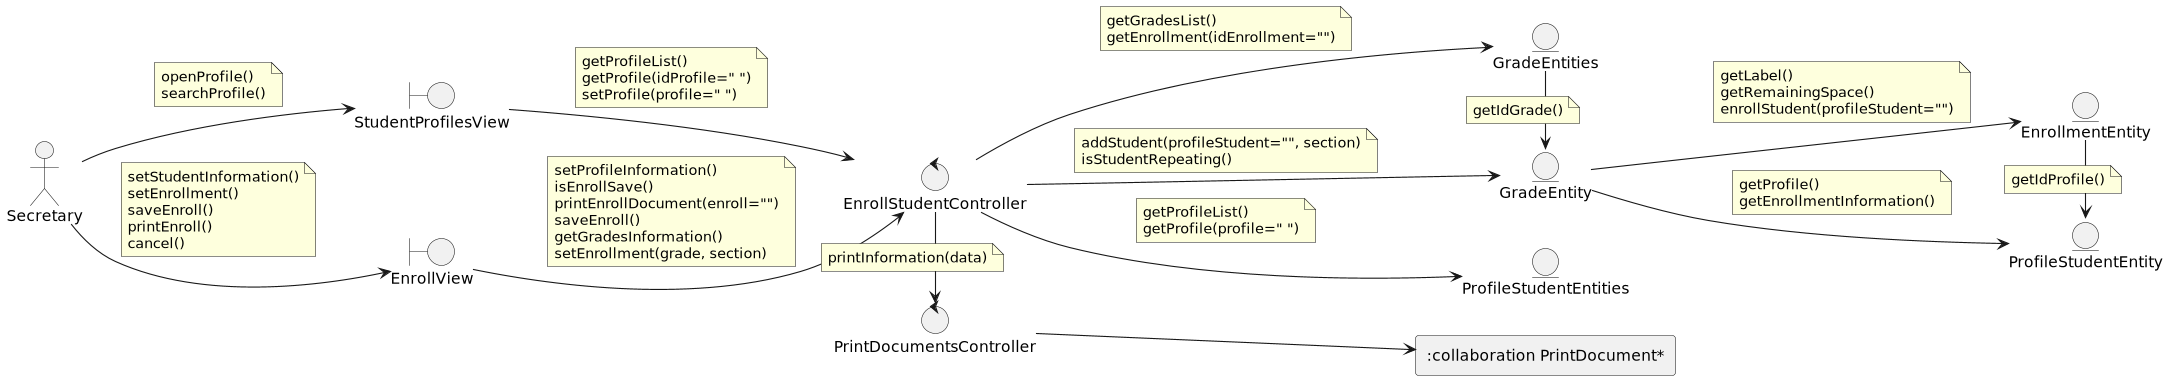 openProfile()
searchProfile()
getProfileList()
getProfile(idProfile=" ")
setProfile(profile=" ")
getGradesList()
getEnrollment(idEnrollment="")
GradeEntities
getLabel()
getRemainingSpace()
enrollStudent(profileStudent="")
StudentProfilesView
getIdGrade()
EnrollmentEntity
addStudent(profileStudent="", section)
isStudentRepeating()
Secretary
setStudentInformation()
setEnrollment()
saveEnroll()
printEnroll()
cancel()
setProfileInformation()
isEnrollSave()
printEnrollDocument(enroll="")
saveEnroll()
getGradesInformation()
setEnrollment(grade, section)
EnrollStudentController
GradeEntity
getIdProfile()
getProfile()
getEnrollmentInformation()
getProfileList()
getProfile(profile=" ")
EnrollView
printInformation(data)
ProfileStudentEntities
ProfileStudentEntity
PrintDocumentsController
:collaboration PrintDocument*